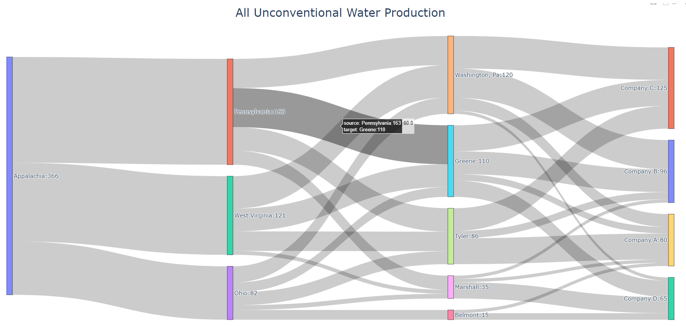 All Unconventional Water Production
Appalachia:366
Pennsylvania:163
West Virginia:121
Ohio:82
source: Pennsylvania:163 60.0
target: Greene:110
Washington, Pa:120
Greene:110
Tyler:86
Marshall:35
Belmont:15
Company C:125
Company B:96
Company A:80
Company D:65